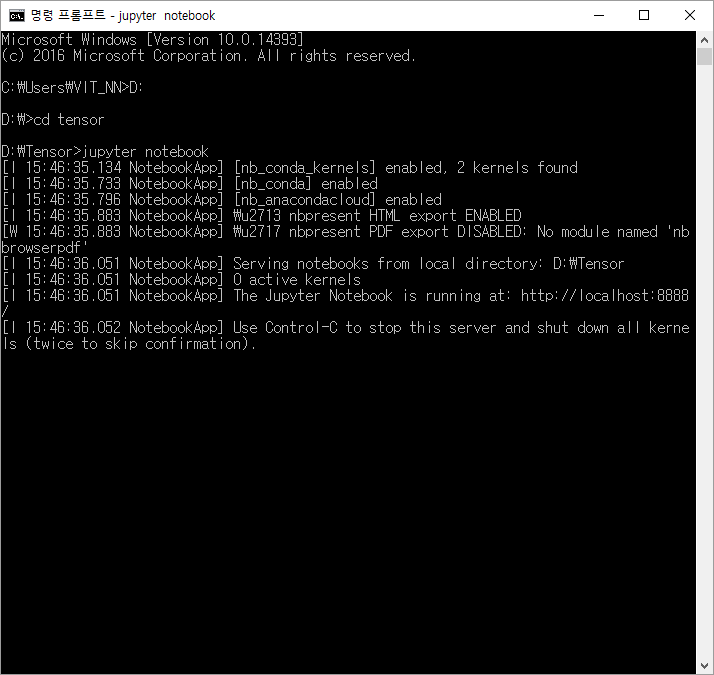 명령 프롬프트 - jupyter  notebook
Microsoft Windows [Version 10.0.14393]
(c) 2016 Microsoft Corporation. All rights reserved.
C:₩Users₩VIT_NN>D:
D:₩>cd tensor
D:₩Tensor>jupyter notebook
[I 15:46:35.134 NotebookApp] [nb_conda_kernels] enabled, 2 kernels found
[I 15:46:35.733 NotebookApp] [nb_conda] enabled
[I 15:46:35.796 NotebookApp] [nb_anacondacloud] enabled
[I 15:46:35.883 NotebookApp] ₩u2713 nbpresent HTML export ENABLED
[W 15:46:35.883 NotebookApp] ₩u2717 nbpresent PDF export DISABLED: No module named 'nb
browserpdf'
[I 15:46:36.051 NotebookApp] Serving notebooks from local directory: D:₩Tensor
[I 15:46:36.051 NotebookApp] 0 active kernels
[I 15:46:36.051 NotebookApp] The Jupyter Notebook is running at: http://localhost:8888
/
[I 15:46:36.052 NotebookApp] Use Control-C to stop this server and shut down all kerne
ls (twice to skip confirmation).